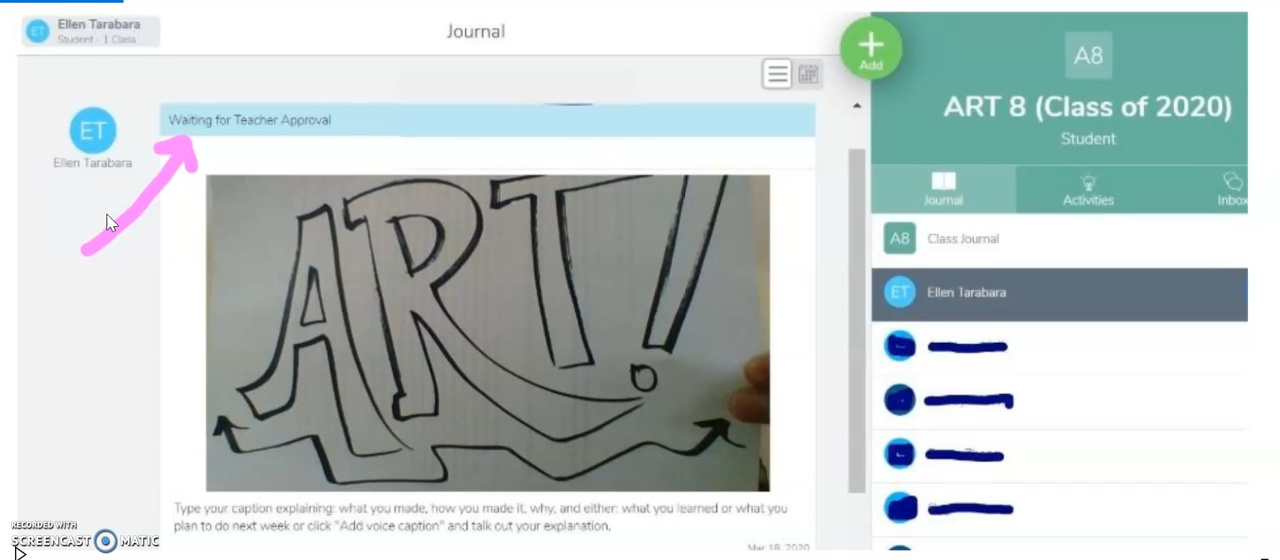 ET
Ellen Tarabara
Student - 1 Class
Journal
Add
A8
ART 8 (Class of 2020)
Student
Journal
Activities
Inbox
ET
Ellen Tarabara
Waiting for Teacher Approval
ART!
Type your caption explaining: what you made, how you made it, why, and either: what you learned or what you
plan to do next week or click "Add voice caption" and talk out your explanation.
Mar 18, 2020
A8
Class Journal
ET
Ellen Tarabara
RECORDED WITH
SCREENCAST MATIC